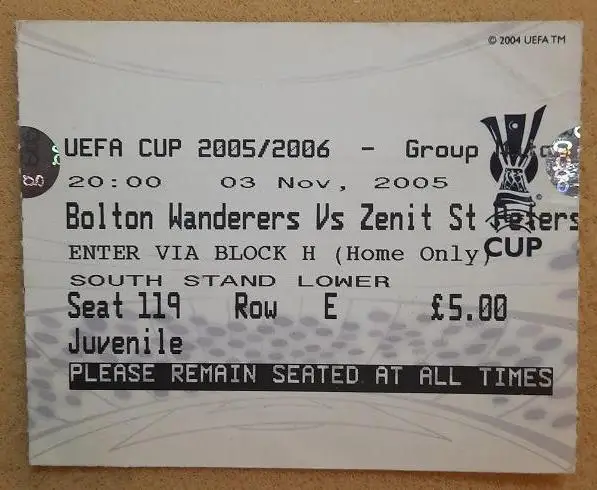 © 2004 UEFA TM
UEFA CUP 2005/2006 - Group
20:00 03 Nov, 2005
Bolton Wanderers Vs Zenit St Peters
ENTER VIA BLOCK H (Home Only)
CUP
SOUTH STAND LOWER
Seat 119 Row E £5.00
Juvenile
PLEASE REMAIN SEATED AT ALL TIMES